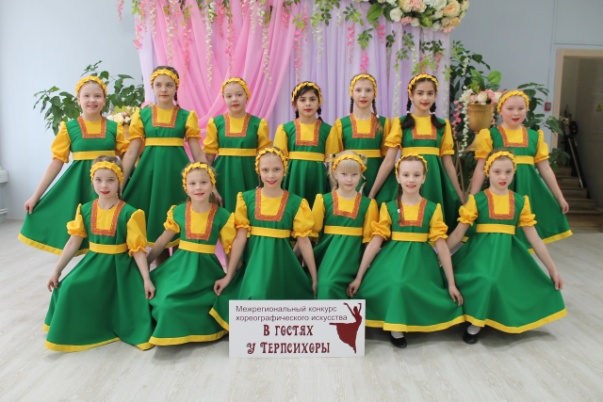 Межрегиональный конкурс
хореографического искусства
В гостях
у Терпсихоры